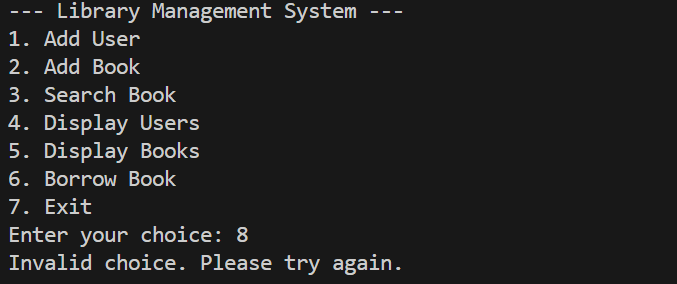 --- Library Management System ---
1. Add User
2. Add Book
3. Search Book
4. Display Users
5. Display Books
6. Borrow Book
7. Exit
Enter your choice: 8
Invalid choice. Please try again.